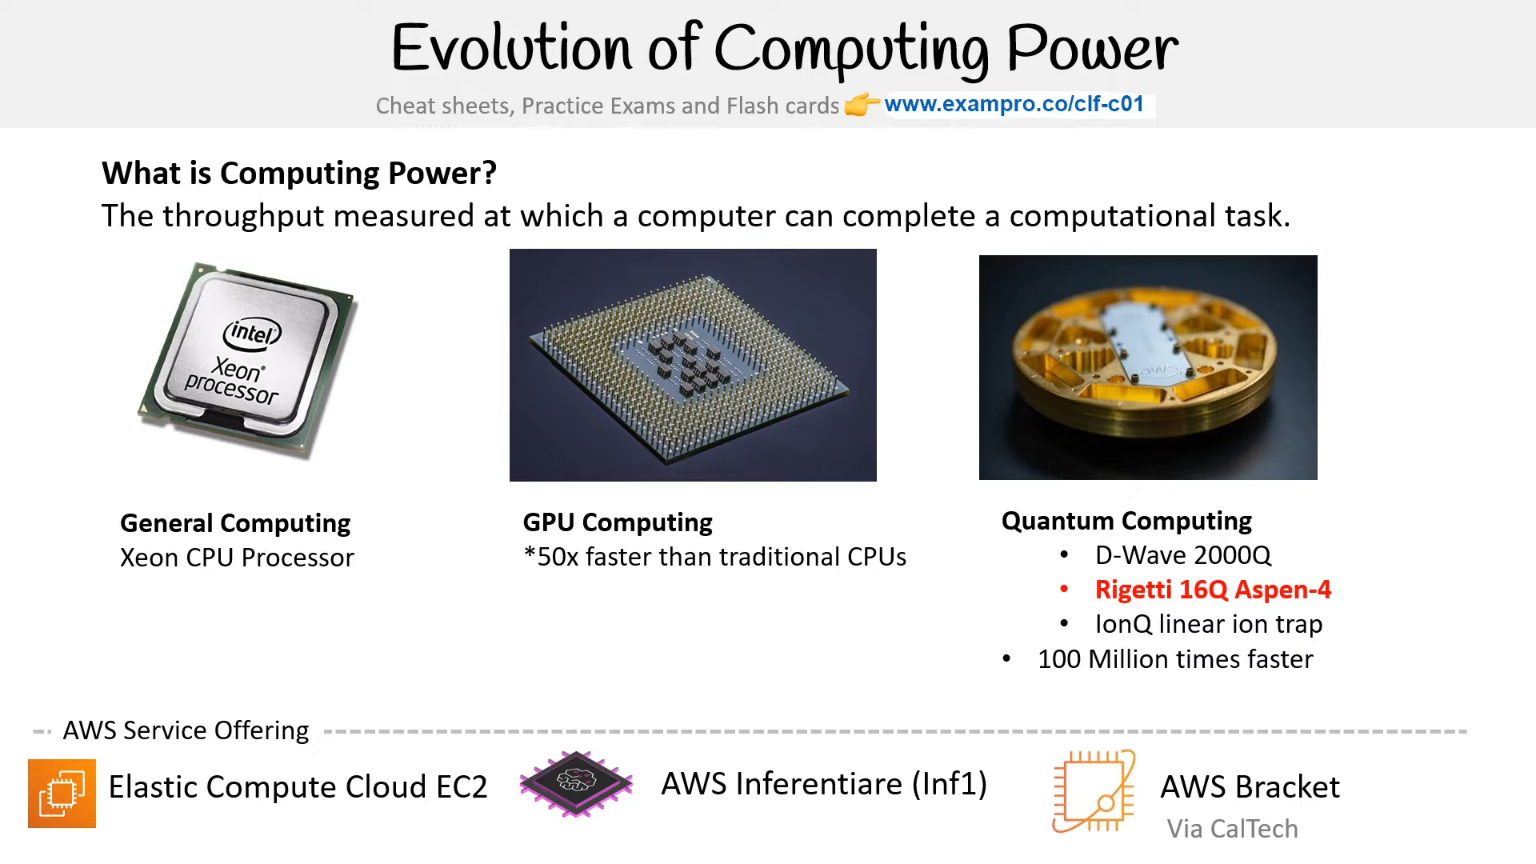 Evolution of Computing Power
Cheat sheets, Practice Exams and Flash cards 👉 www.exampro.co/clf-c01
What is Computing Power?
The throughput measured at which a computer can complete a computational task.
intel
Xeon®
processor
aws
General Computing
Xeon CPU Processor
GPU Computing
*50x faster than traditional CPUs
Quantum Computing
• D-Wave 2000Q
• Rigetti 16Q Aspen-4
• IonQ linear ion trap
• 100 Million times faster
AWS Service Offering
Elastic Compute Cloud EC2
AWS Inferentiare (Inf1)
AWS Bracket
Via CalTech